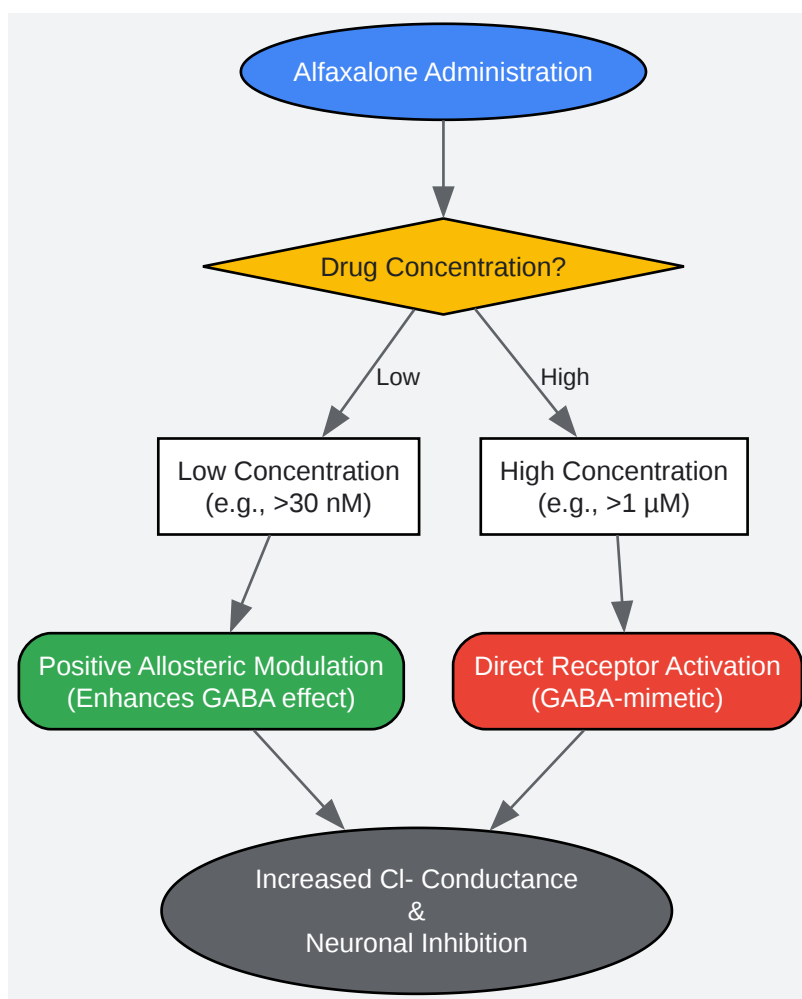 Alfaxalone Administration
Drug Concentration?
Low
High
Low Concentration
(e.g., >30 nM)
High Concentration
(e.g., >1 µM)
Positive Allosteric Modulation
(Enhances GABA effect)
Direct Receptor Activation
(GABA-mimetic)
Increased Cl- Conductance
&
Neuronal Inhibition